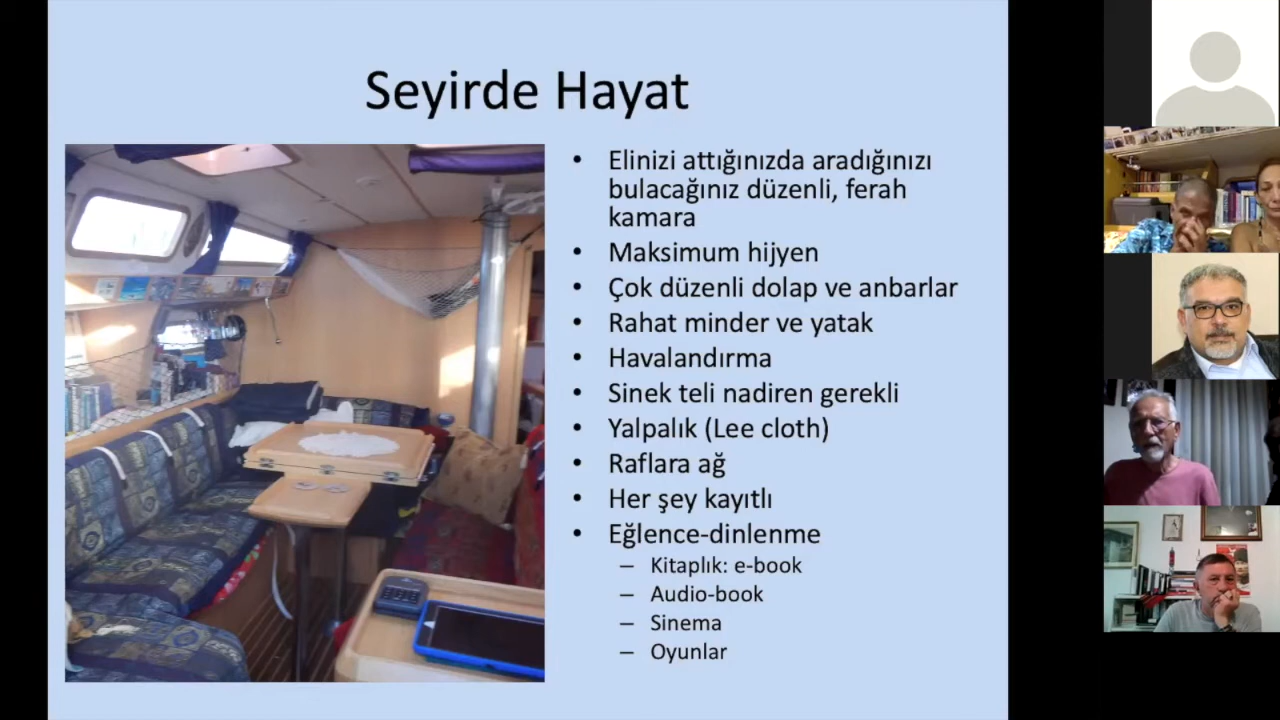 Seyirde Hayat
• Elinizi attığınızda aradığınızı
bulacağınız düzenli, ferah
kamara
• Maksimum hijyen
• Çok düzenli dolap ve anbarlar
• Rahat minder ve yatak
• Havalandırma
• Sinek teli nadiren gerekli
• Yalpalık (Lee cloth)
• Raflara ağ
• Her şey kayıtlı
• Eğlence-dinlenme
– Kitaplık: e-book
– Audio-book
– Sinema
– Oyunlar